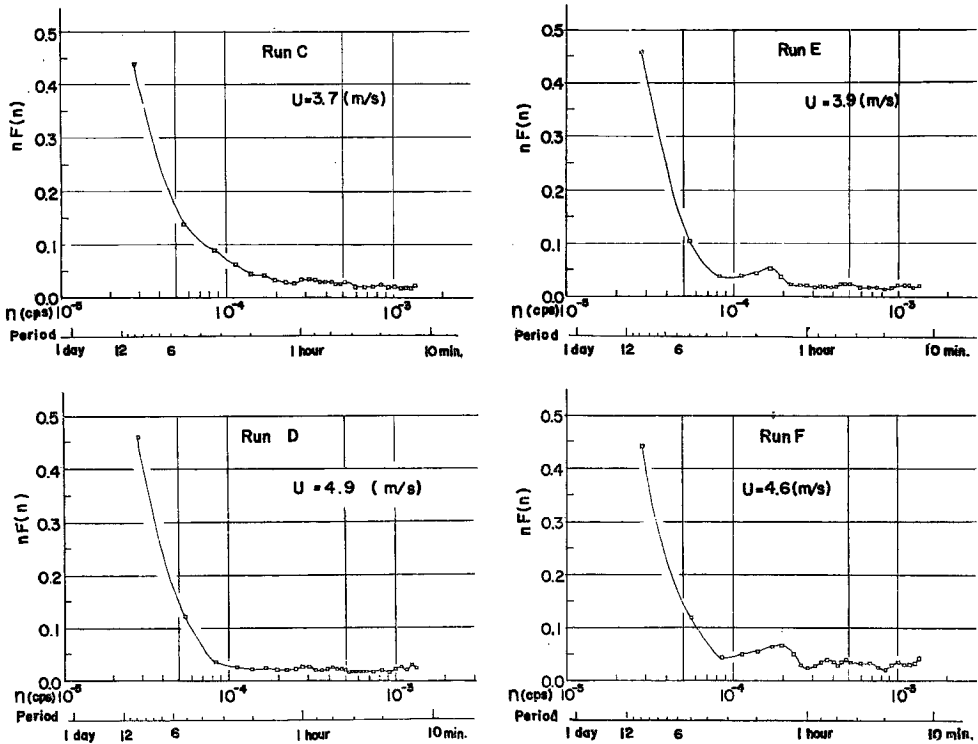 0.5
Run C
U=3.7 (m/s)
0.4
0.3
nF(n)
0.2
0.1
0.0
n(cps) 10⁻⁵ 10⁻⁴ 10⁻³
Period
1 day 12 6 1 hour 10 min.
0.5
Run E
U=3.9 (m/s)
0.4
0.3
nF(n)
0.2
0.1
0.0
n(cps) 10⁻⁵ 10⁻⁴ 10⁻³
Period
1 day 12 6 1 hour 10 min.
0.5
Run D
U=4.9 (m/s)
0.4
0.3
nF(n)
0.2
0.1
0.0
n(cps) 10⁻⁵ 10⁻⁴ 10⁻³
Period
1 day 12 6 1 hour 10 min.
0.5
Run F
U=4.6 (m/s)
0.4
0.3
nF(n)
0.2
0.1
0.0
n(cps) 10⁻⁵ 10⁻⁴ 10⁻³
Period
1 day 12 6 1 hour 10 min.